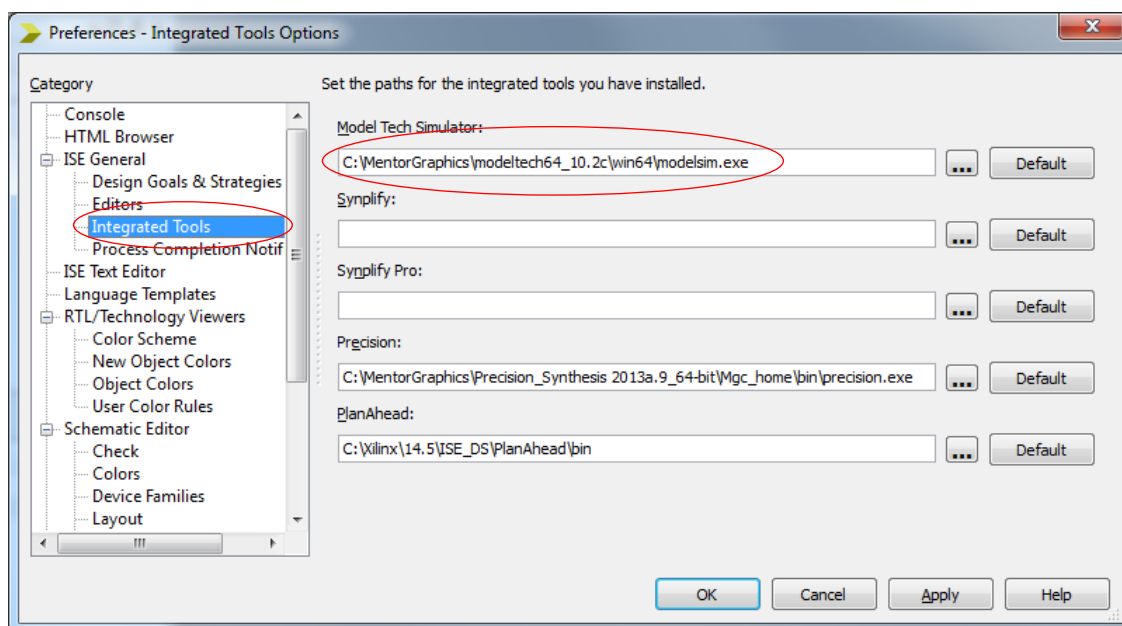 Preferences - Integrated Tools Options
Category
Console
HTML Browser
ISE General
Design Goals & Strategies
Editors
Integrated Tools
Process Completion Notif
ISE Text Editor
Language Templates
RTL/Technology Viewers
Color Scheme
New Object Colors
Object Colors
User Color Rules
Schematic Editor
Check
Colors
Device Families
Layout
Set the paths for the integrated tools you have installed.
Model Tech Simulator:
C:\MentorGraphics\modeltech64_10.2c\win64\modelsim.exe
... Default
Synplify:
... Default
Synplify Pro:
... Default
Precision:
C:\MentorGraphics\Precision_Synthesis 2013a.9_64-bit\Mgc_home\bin\precision.exe
... Default
PlanAhead:
C:\Xilinx\14.5\ISE_DS\PlanAhead\bin
... Default
OK Cancel Apply Help